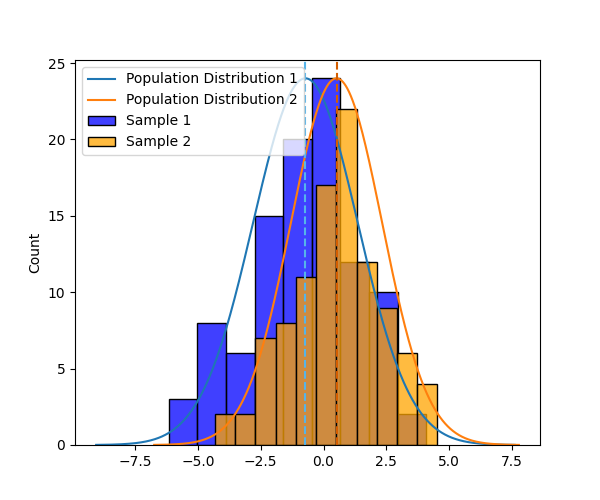 Population Distribution 1
Population Distribution 2
Sample 1
Sample 2
Count
25
20
15
10
5
0
−7.5 −5.0 −2.5 0.0 2.5 5.0 7.5